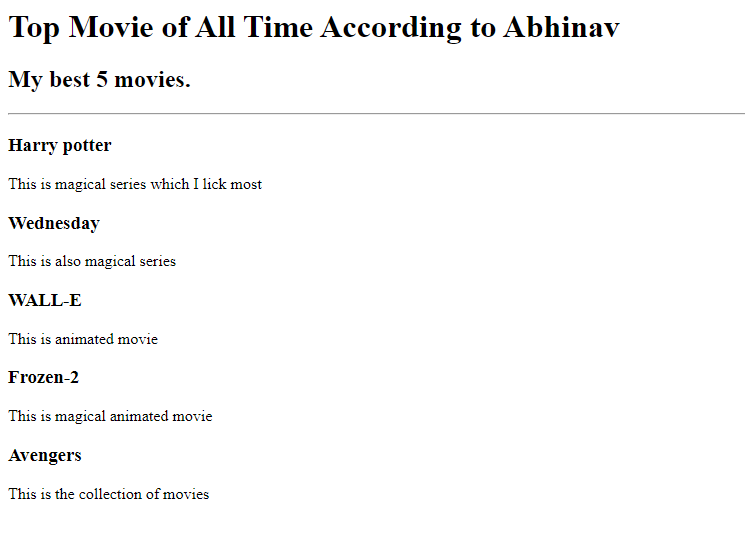 Top Movie of All Time According to Abhinav
My best 5 movies.
Harry potter
This is magical series which I lick most
Wednesday
This is also magical series
WALL-E
This is animated movie
Frozen-2
This is magical animated movie
Avengers
This is the collection of movies